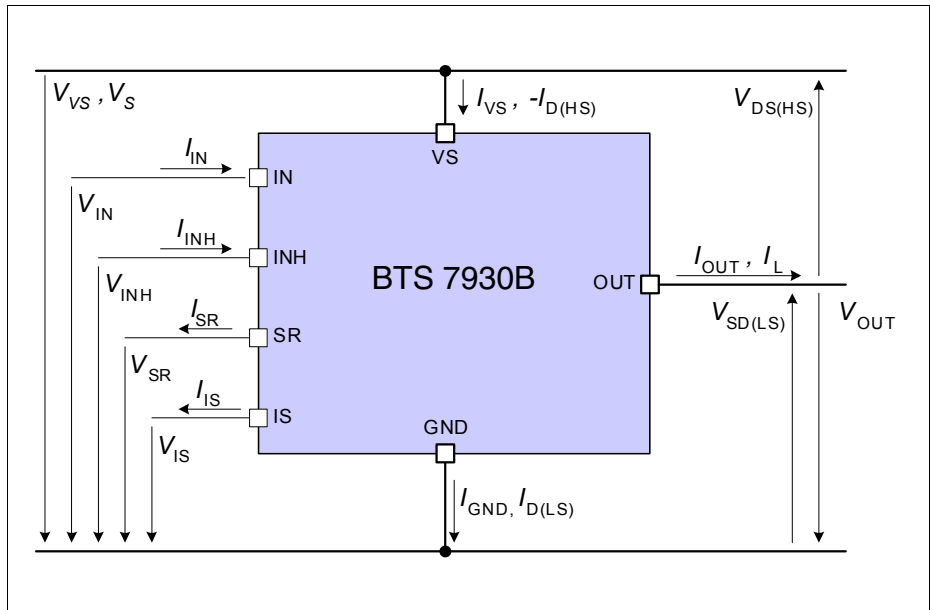 V_VS , V_S
I_VS , -I_D(HS)
V_DS(HS)
VS
I_IN
IN
V_IN
I_INH
INH
V_INH
BTS 7930B
OUT
I_OUT , I_L
I_SR
SR
V_SD(LS)
V_OUT
V_SR
I_IS
IS
V_IS
GND
I_GND, I_D(LS)